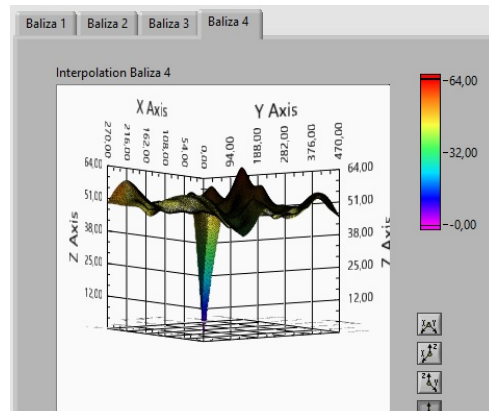 Baliza 1 Baliza 2 Baliza 3 Baliza 4
Interpolation Baliza 4
X Axis Y Axis
270,00 216,00 162,00 108,00 54,00 0,00 94,00 188,00 282,00 376,00 470,00
64,00 64,00
51,00 51,00
38,00 38,00
25,00 25,00
12,00 12,00
Z Axis Z Axis
64,00
32,00
0,00